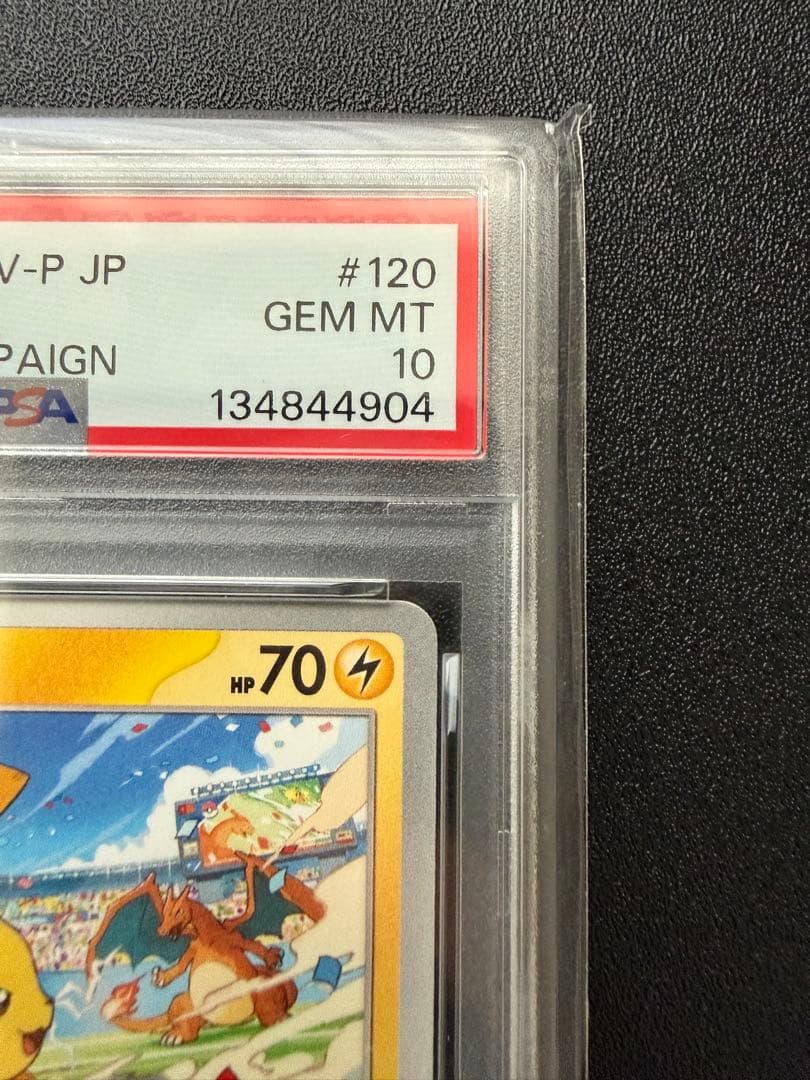 V-P JP #120
GEM MT
PAIGN 10
PSA 134844904
HP 70